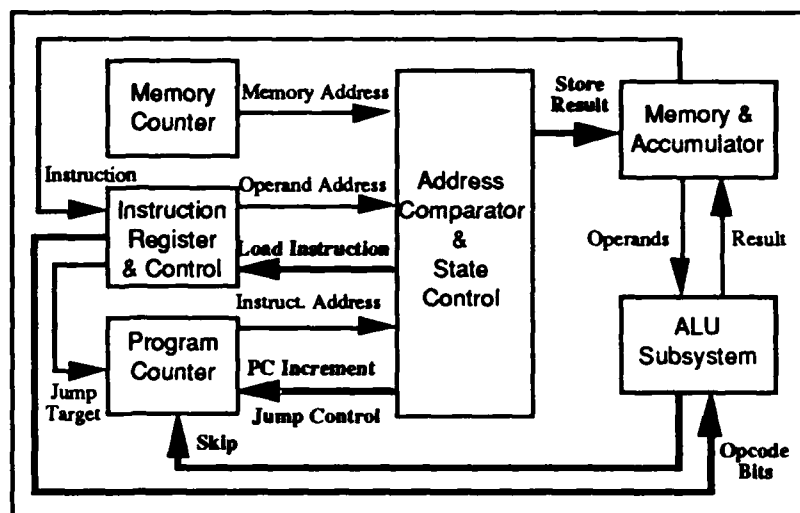 Memory
Counter
Memory Address
Store
Result
Memory &
Accumulator
Instruction
Instruction
Register
& Control
Operand Address
Load Instruction
Instruct. Address
Address
Comparator
&
State
Control
Operands
Result
Program
Counter
PC Increment
Jump Control
ALU
Subsystem
Jump
Target
Skip
Opcode
Bits